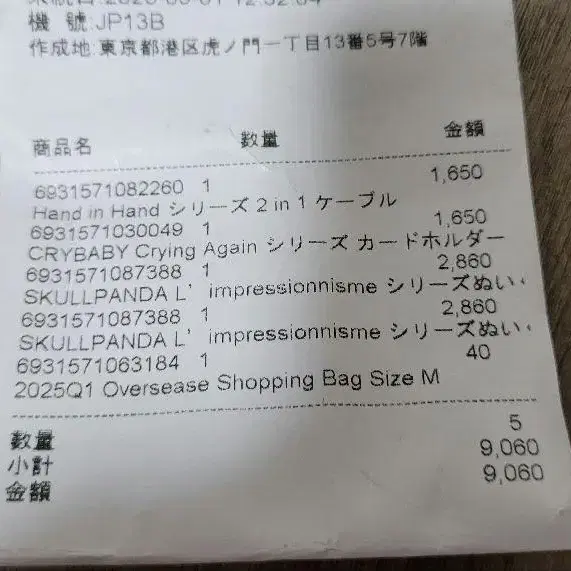 機 號:JP13B
作成地:東京都港区虎ノ門一丁目13番5号7階
商品名 数量 金額
6931571082260 1 1,650
Hand in Hand シリーズ 2 in 1 ケーブル
6931571030049 1 1,650
CRYBABY Crying Again シリーズ カードホルダー
6931571087388 1 2,860
SKULLPANDA L' impressionnisme シリーズぬい
6931571087388 1 2,860
SKULLPANDA L' impressionnisme シリーズぬい
6931571063184 1 40
2025Q1 Oversease Shopping Bag Size M
数量 5
小計 9,060
金額 9,060